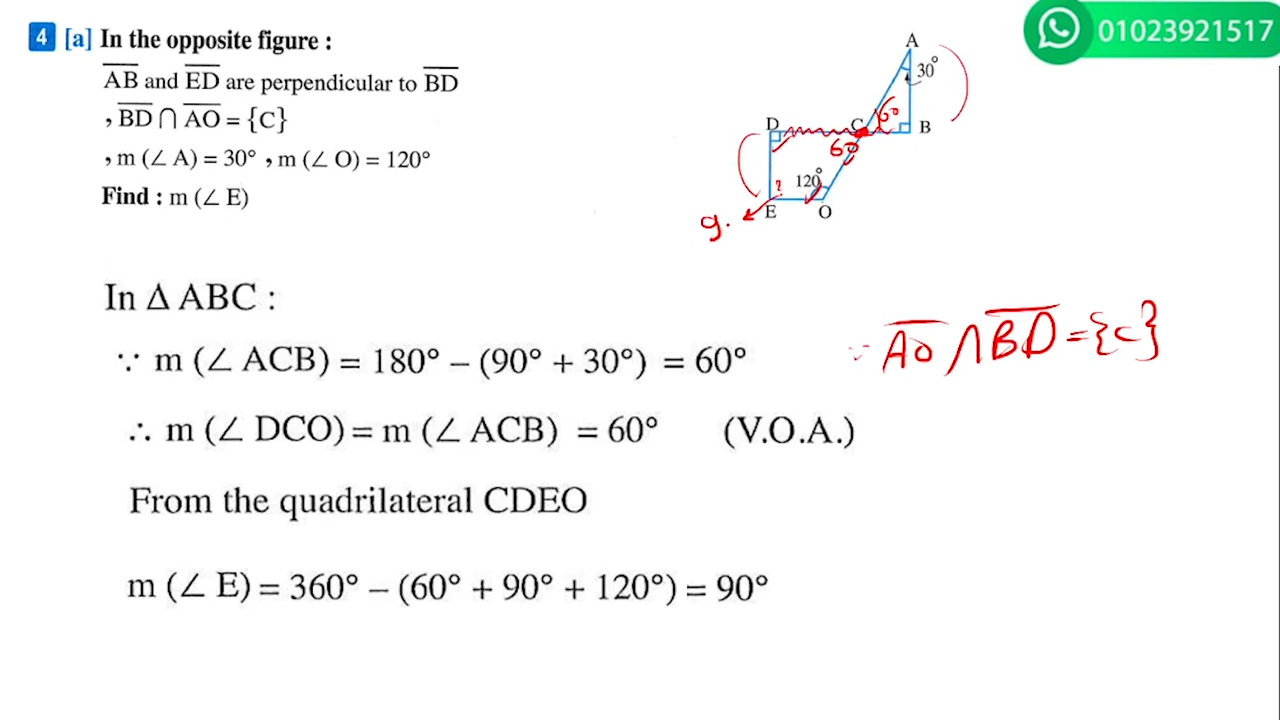 01023921517
4 [a] In the opposite figure :
AB and ED are perpendicular to BD
, BD ∩ AO = {C}
, m (∠ A) = 30° , m (∠ O) = 120°
Find : m (∠ E)
A
30°
60
D
C
B
60
120°
?
E
O
9.
In Δ ABC :
∵ m (∠ ACB) = 180° – (90° + 30°) = 60°
∵ AO ∩ BD = {C}
∴ m (∠ DCO) = m (∠ ACB) = 60° (V.O.A.)
From the quadrilateral CDEO
m (∠ E) = 360° – (60° + 90° + 120°) = 90°